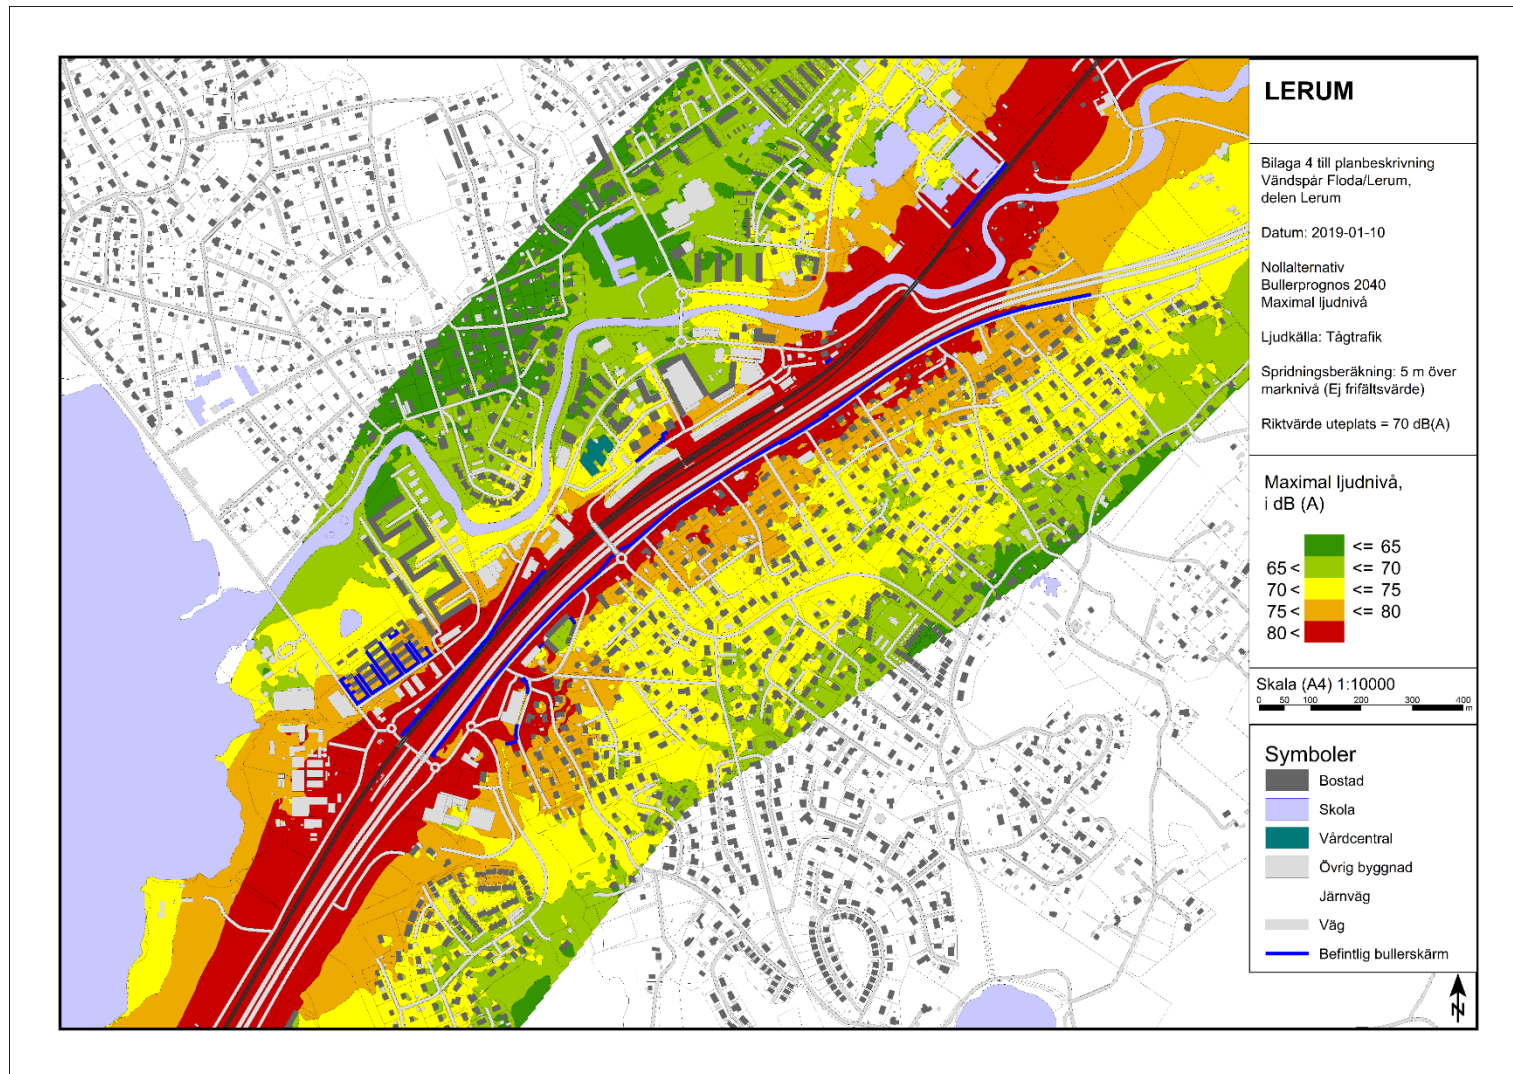 LERUM
Bilaga 4 till planbeskrivning
Vändspår Floda/Lerum,
delen Lerum
Datum: 2019-01-10
Nollalternativ
Bullerprognos 2040
Maximal ljudnivå
Ljudkälla: Tågtrafik
Spridningsberäkning: 5 m över
marknivå (Ej frifältsvärde)
Riktvärde uteplats = 70 dB(A)
Maximal ljudnivå,
i dB (A)
<= 65
65 < <= 70
70 < <= 75
75 < <= 80
80 <
Skala (A4) 1:10000
0 50 100 200 300 400
m
Symboler
Bostad
Skola
Vårdcentral
Övrig byggnad
Järnväg
Väg
Befintlig bullerskärm
N